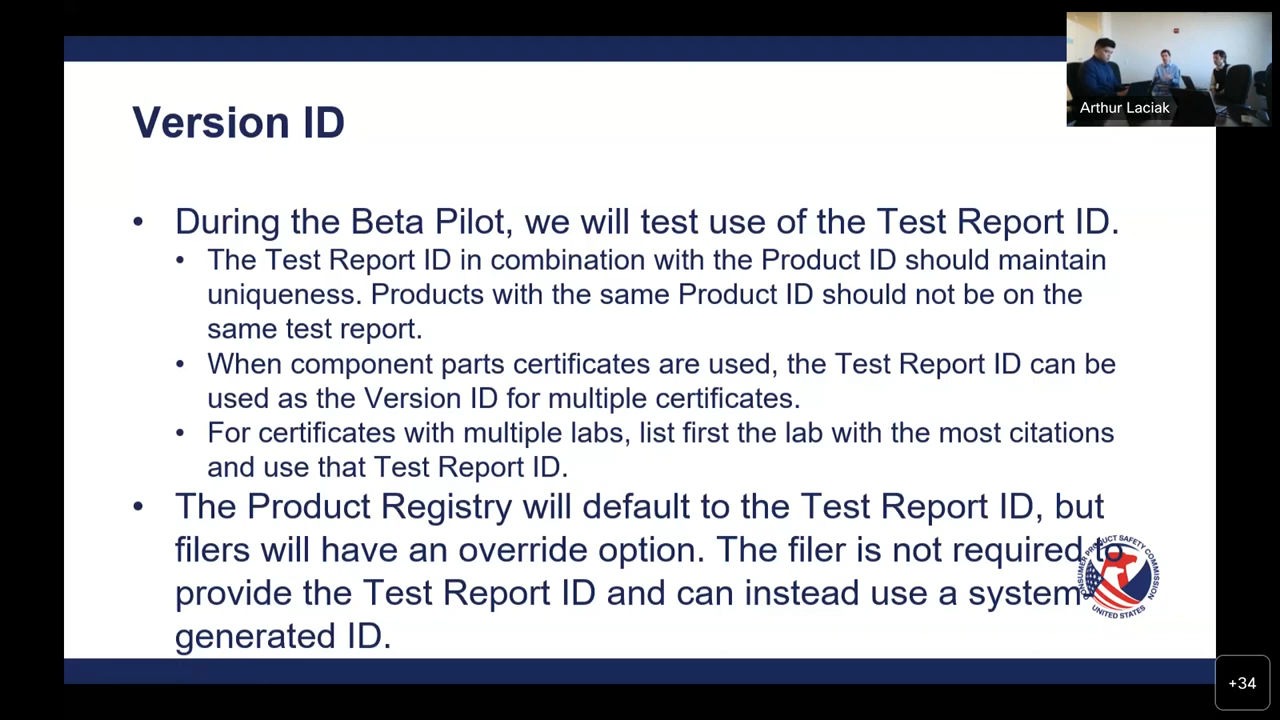 Version ID
Arthur Laciak
• During the Beta Pilot, we will test use of the Test Report ID.
• The Test Report ID in combination with the Product ID should maintain
uniqueness. Products with the same Product ID should not be on the
same test report.
• When component parts certificates are used, the Test Report ID can be
used as the Version ID for multiple certificates.
• For certificates with multiple labs, list first the lab with the most citations
and use that Test Report ID.
• The Product Registry will default to the Test Report ID, but
filers will have an override option. The filer is not required to
provide the Test Report ID and can instead use a system
generated ID.
CONSUMER PRODUCT SAFETY COMMISSION
UNITED STATES
+34